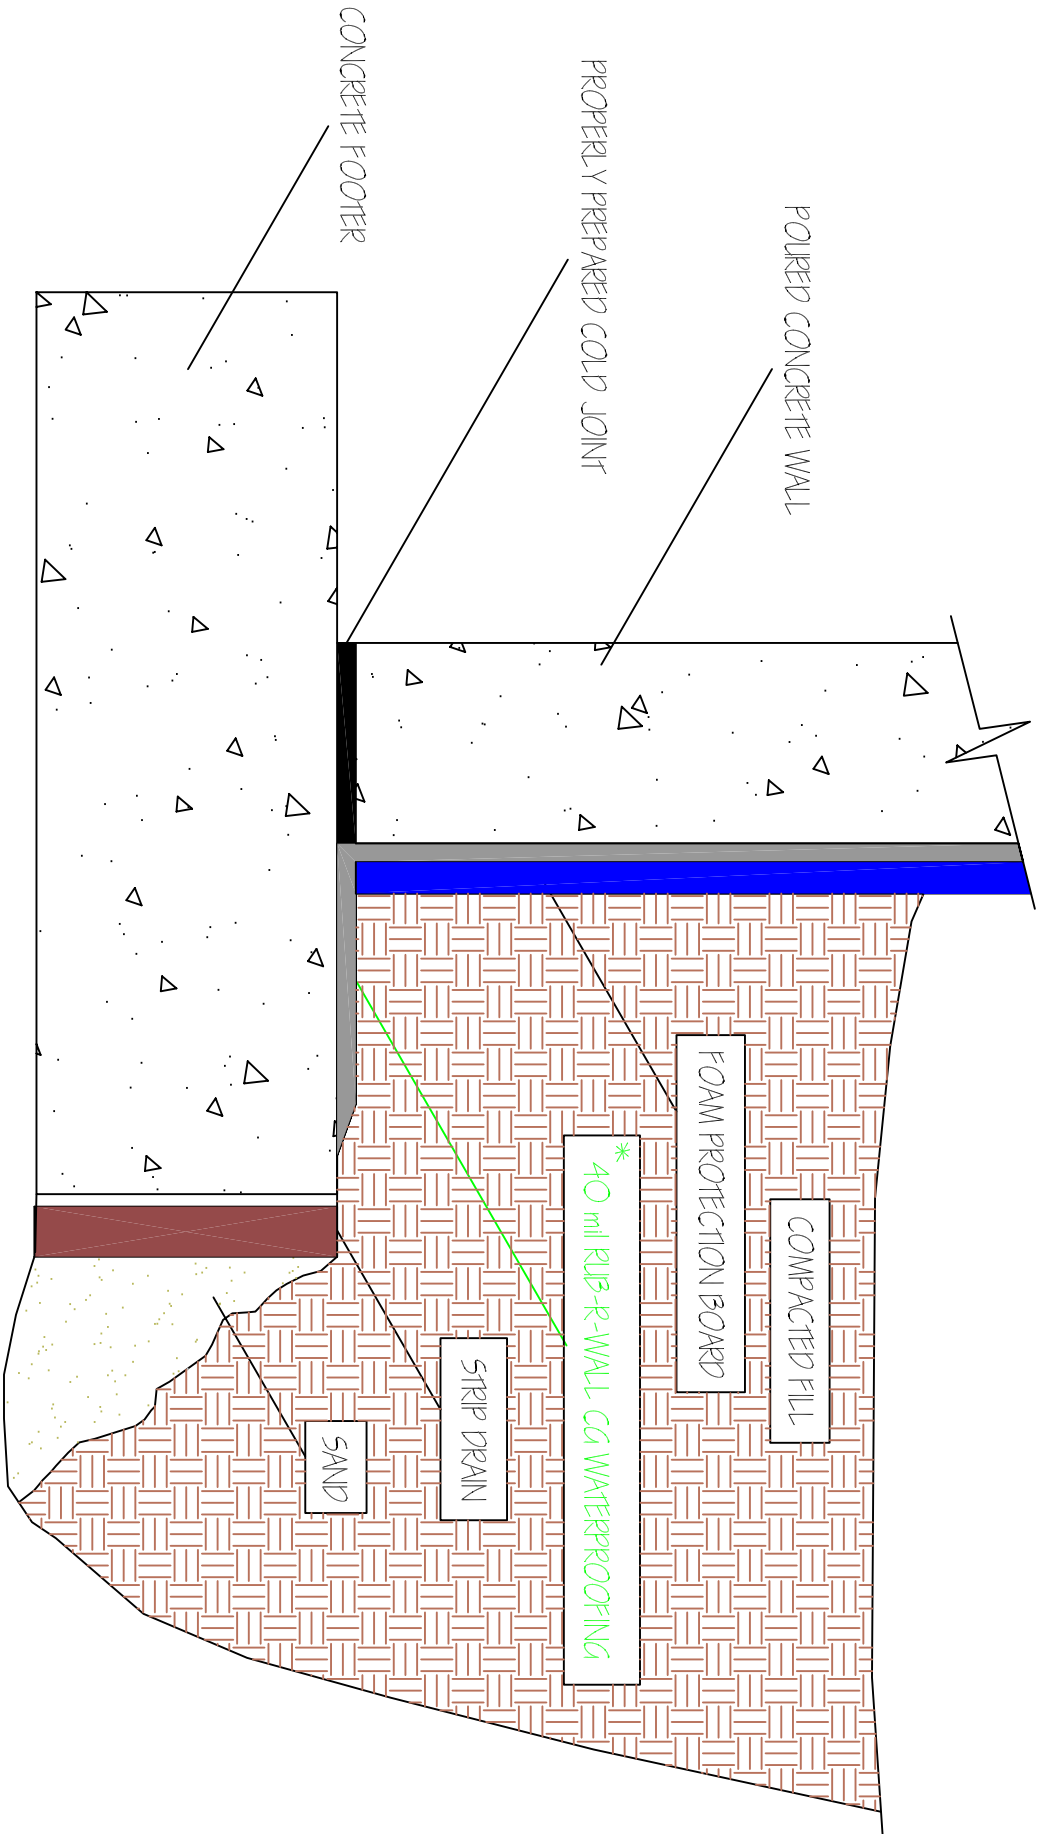 POURED CONCRETE WALL
PROPERLY PREPARED COLD JOINT
CONCRETE FOOTER
COMPACTED FILL
FOAM PROTECTION BOARD
*
40 mil RUB-R-WALL CG WATERPROOFING
STRIP DRAIN
SAND